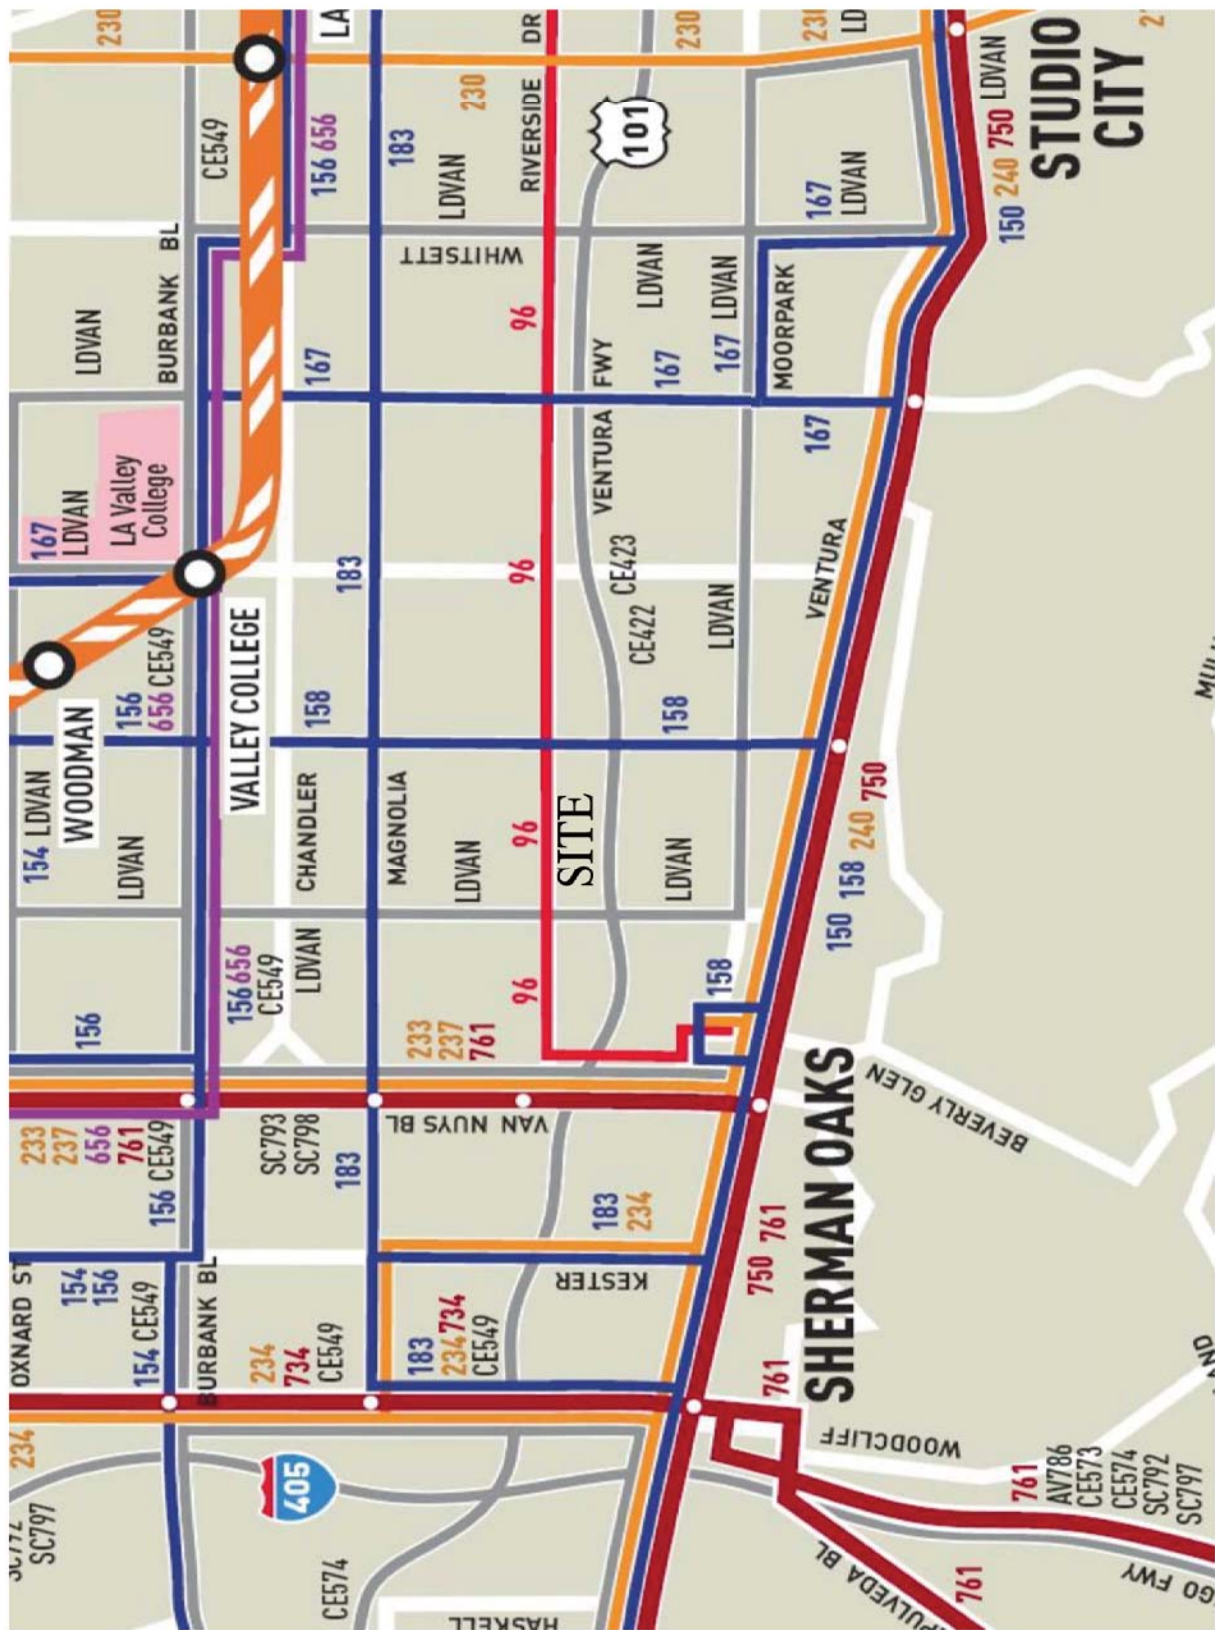 SC797
234
OXNARD ST
154
156
233
237
656
761
CE549
156
154 CE549
156
154 LDVAN
WOODMAN
LDVAN
156
656 CE549
167
LDVAN
LA Valley
College
LDVAN
BURBANK BL
230
CE549
LA
BURBANK BL
405
CE574
234
734
CE549
SC793
SC798
183
156 656
CE549
LDVAN
VALLEY COLLEGE
CHANDLER
158
183
167
156 656
183
MAGNOLIA
183
234 734
CE549
VAN NUYS BL
233
237
761
LDVAN
WHITSETT
LDVAN
230
RIVERSIDE DR
96
96
96
96
HASKELL
KESTER
183
234
SITE
VENTURA FWY
CE422 CE423
101
LDVAN
158
LDVAN
158
LDVAN
167
167 LDVAN
230
MOORPARK
167
167
LDVAN
230
LD
750 761
761
SHERMAN OAKS
VENTURA
150 158 240 750
150 240 750 LDVAN
STUDIO
CITY
WOODCLIFF
BEVERLY GLEN
PULVEDA BL
761
761
AV786
CE573
CE574
SC792
SC797
GO FWY